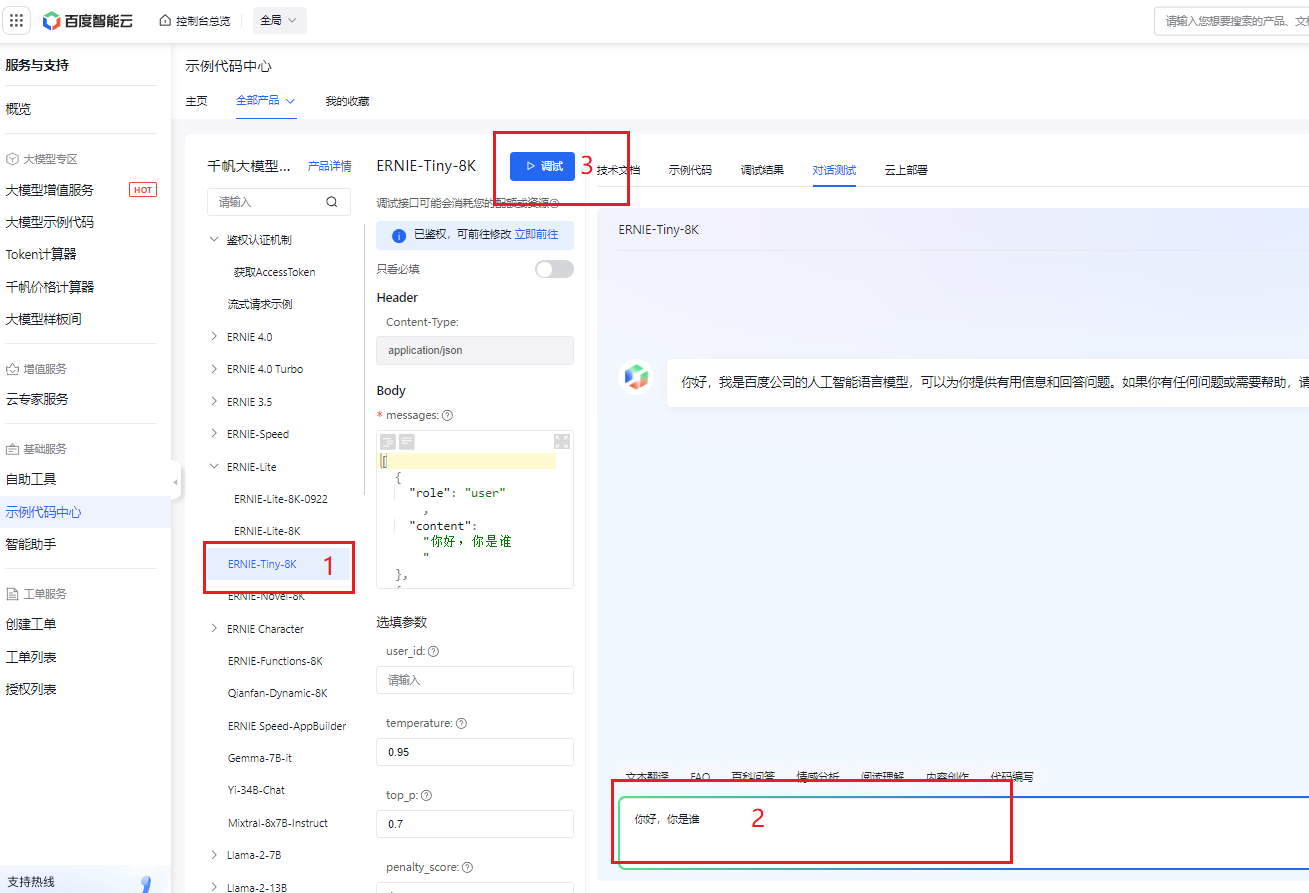 百度智能云
控制台总览
全局
请输入您想要搜索的产品、文档
服务与支持
概览
大模型专区
大模型增值服务
HOT
大模型示例代码
Token计算器
千帆价格计算器
大模型样板间
增值服务
云专家服务
基础服务
自助工具
示例代码中心
智能助手
工单服务
创建工单
工单列表
授权列表
支持热线
示例代码中心
主页
全部产品
我的收藏
千帆大模型...
产品详情
请输入
鉴权认证机制
获取AccessToken
流式请求示例
ERNIE 4.0
ERNIE 4.0 Turbo
ERNIE 3.5
ERNIE-Speed
ERNIE-Lite
ERNIE-Lite-8K-0922
ERNIE-Lite-8K
ERNIE-Tiny-8K
1
ERNIE-Novel-8K
ERNIE Character
ERNIE-Functions-8K
Qianfan-Dynamic-8K
ERNIE Speed-AppBuilder
Gemma-7B-it
Yi-34B-Chat
Mixtral-8x7B-Instruct
Llama-2-7B
Llama-2-13B
ERNIE-Tiny-8K
调试
3
调试接口可能会消耗您的配额或资源
已鉴权，可前往修改 立即前往
只看必填
Header
Content-Type:
application/json
Body
* messages:
[
{
"role": "user"
,
"content":
"你好，你是谁
"
},
选填参数
user_id:
请输入
temperature:
0.95
top_p:
0.7
penalty_score:
技术文档
示例代码
调试结果
对话测试
云上部署
ERNIE-Tiny-8K
你好，我是百度公司的人工智能语言模型，可以为你提供有用信息和回答问题。如果你有任何问题或需要帮助，请
文本翻译
FAQ
百科问答
情感分析
阅读理解
内容创作
代码编写
你好，你是谁
2